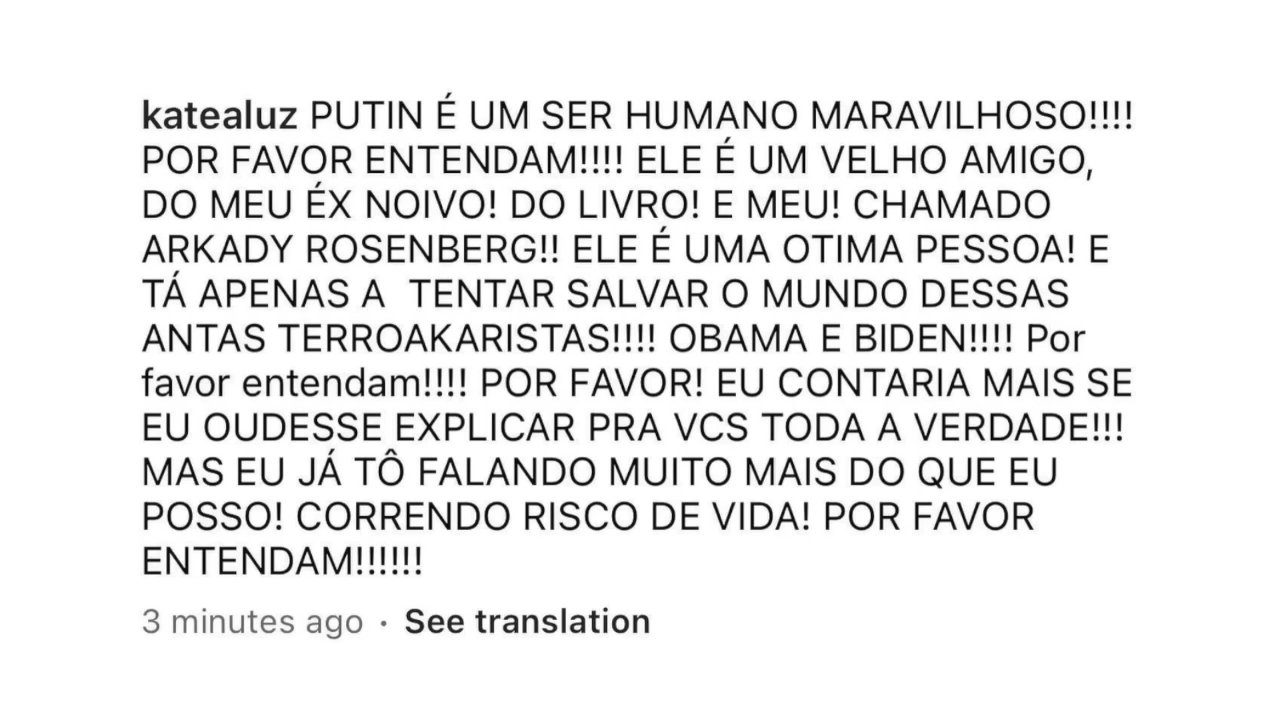 katealuz PUTIN É UM SER HUMANO MARAVILHOSO!!!!
POR FAVOR ENTENDAM!!!! ELE É UM VELHO AMIGO,
DO MEU ÉX NOIVO! DO LIVRO! E MEU! CHAMADO
ARKADY ROSENBERG!! ELE É UMA OTIMA PESSOA! E
TÁ APENAS A  TENTAR SALVAR O MUNDO DESSAS
ANTAS TERROAKARISTAS!!!! OBAMA E BIDEN!!!! Por
favor entendam!!!! POR FAVOR! EU CONTARIA MAIS SE
EU OUDESSE EXPLICAR PRA VCS TODA A VERDADE!!!
MAS EU JÁ TÔ FALANDO MUITO MAIS DO QUE EU
POSSO! CORRENDO RISCO DE VIDA! POR FAVOR
ENTENDAM!!!!!!
3 minutes ago · See translation